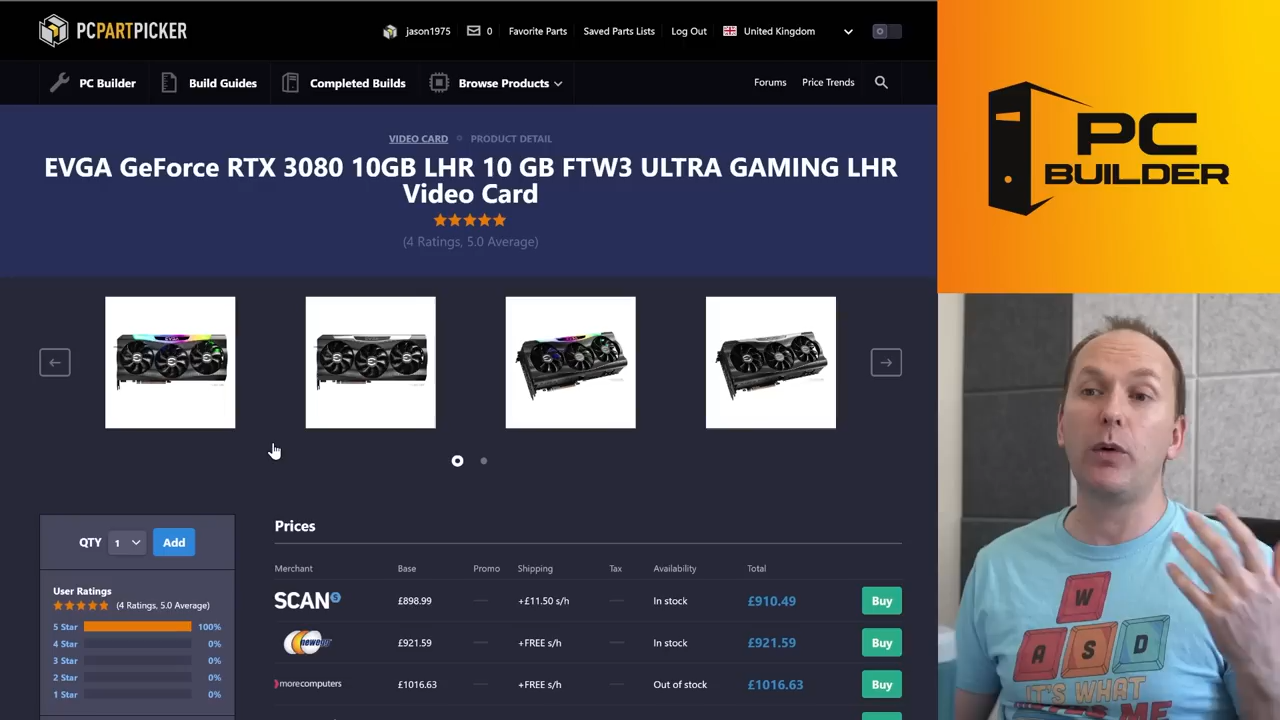 PCPARTPICKER
jason1975
0
Favorite Parts
Saved Parts Lists
Log Out
United Kingdom
PC Builder
Build Guides
Completed Builds
Browse Products
Forums
Price Trends
VIDEO CARD
PRODUCT DETAIL
EVGA GeForce RTX 3080 10GB LHR 10 GB FTW3 ULTRA GAMING LHR
Video Card
(4 Ratings, 5.0 Average)
QTY 1 Add
User Ratings
(4 Ratings, 5.0 Average)
5 Star 100%
4 Star 0%
3 Star 0%
2 Star 0%
1 Star 0%
Prices
Merchant Base Promo Shipping Tax Availability Total
SCAN £898.99 — +£11.50 s/h — In stock £910.49 Buy
newegg £921.59 — +FREE s/h — In stock £921.59 Buy
morecomputers £1016.63 — +FREE s/h — Out of stock £1016.63 Buy
PC
BUILDER
W
A S D
IT'S WHAT